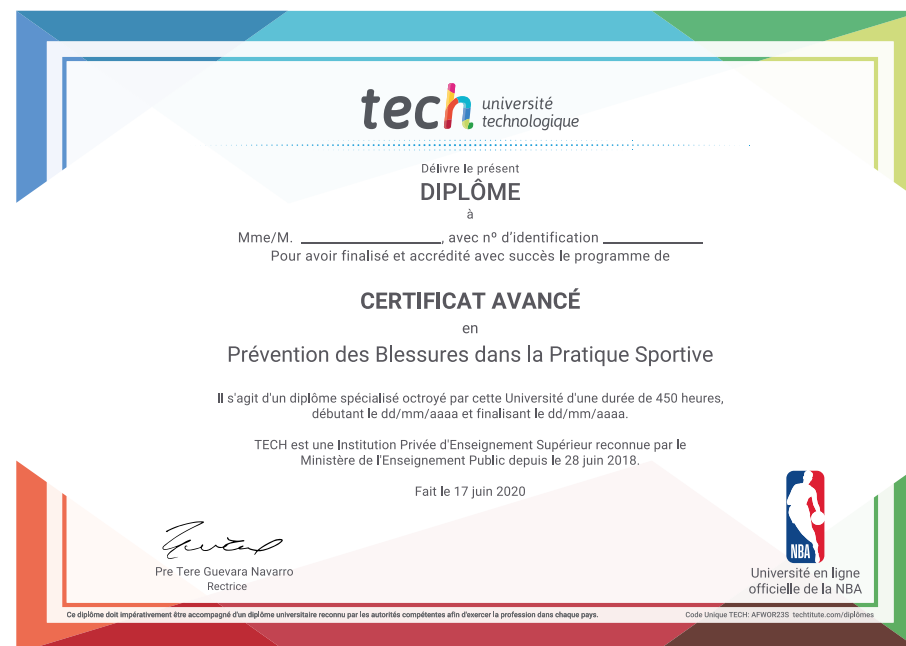 tech université
technologique
Délivre le présent
DIPLÔME
à
Mme/M. ____________________, avec nº d'identification ______________
Pour avoir finalisé et accrédité avec succès le programme de
CERTIFICAT AVANCÉ
en
Prévention des Blessures dans la Pratique Sportive
Il s'agit d'un diplôme spécialisé octroyé par cette Université d'une durée de 450 heures,
débutant le dd/mm/aaaa et finalisant le dd/mm/aaaa.
TECH est une Institution Privée d'Enseignement Supérieur reconnue par le
Ministère de l'Enseignement Public depuis le 28 juin 2018.
Fait le 17 juin 2020
Pre Tere Guevara Navarro
Rectrice
NBA
Université en ligne
officielle de la NBA
Ce diplôme doit impérativement être accompagné d'un diplôme universitaire reconnu par les autorités compétentes afin d'exercer la profession dans chaque pays.
Code Unique TECH: AFWOR23S techtitute.com/diplômes